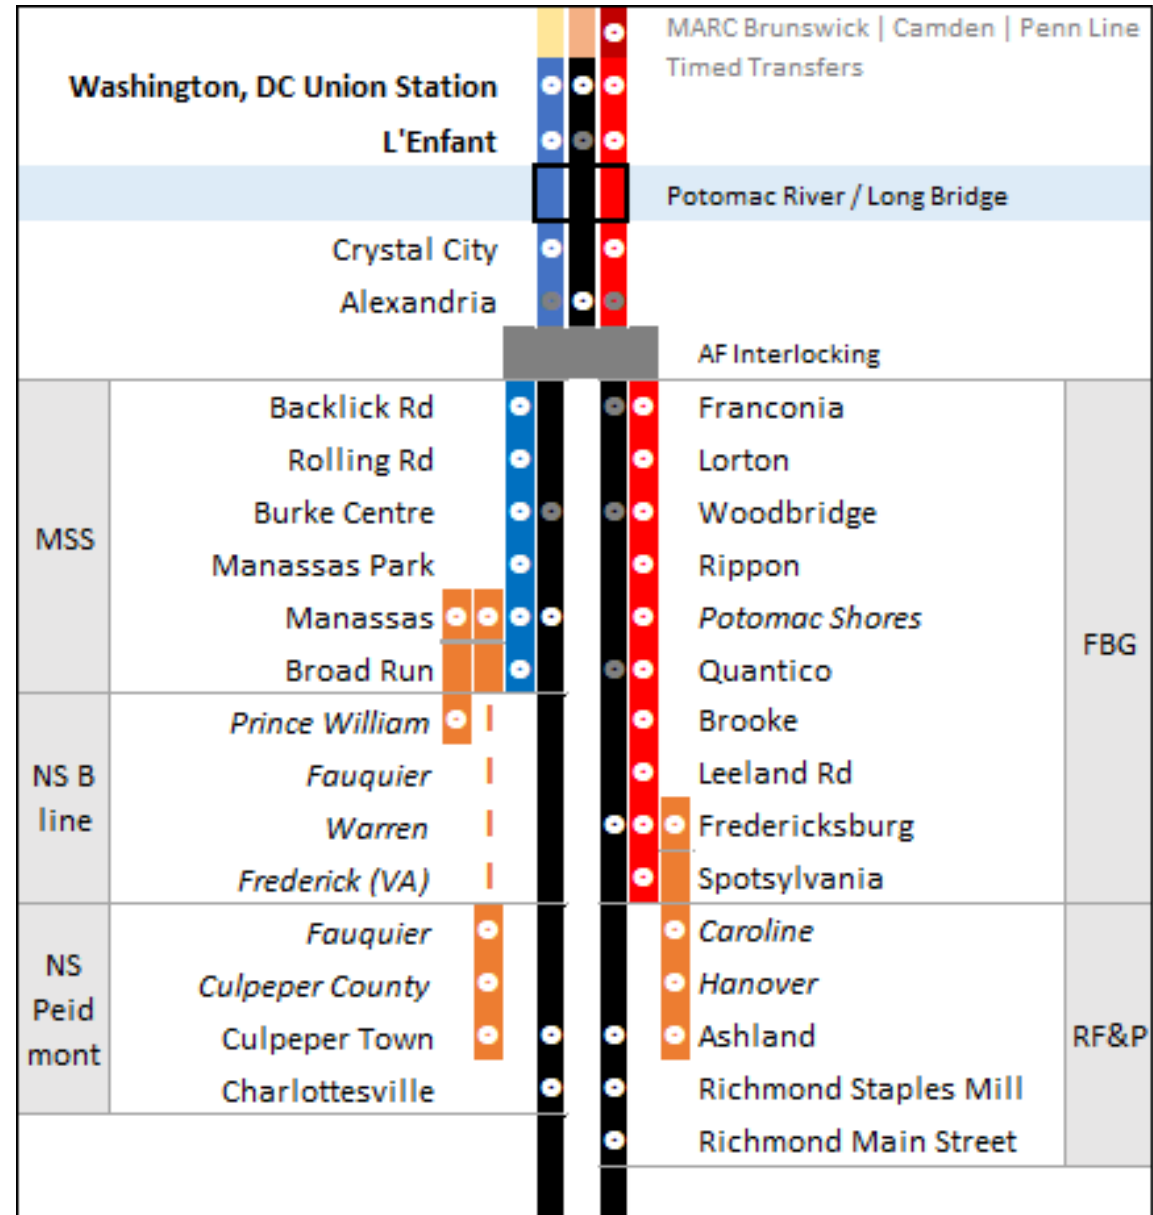 MARC Brunswick | Camden | Penn Line
Timed Transfers
Washington, DC Union Station
L'Enfant
Potomac River / Long Bridge
Crystal City
Alexandria
AF Interlocking
MSS
Backlick Rd
Rolling Rd
Burke Centre
Manassas Park
Manassas
Broad Run
NS B
line
Prince William
Fauquier
Warren
Frederick (VA)
NS
Peid
mont
Fauquier
Culpeper County
Culpeper Town
Charlottesville
Franconia
Lorton
Woodbridge
Rippon
Potomac Shores
Quantico
Brooke
Leeland Rd
Fredericksburg
Spotsylvania
FBG
Caroline
Hanover
Ashland
Richmond Staples Mill
Richmond Main Street
RF&P